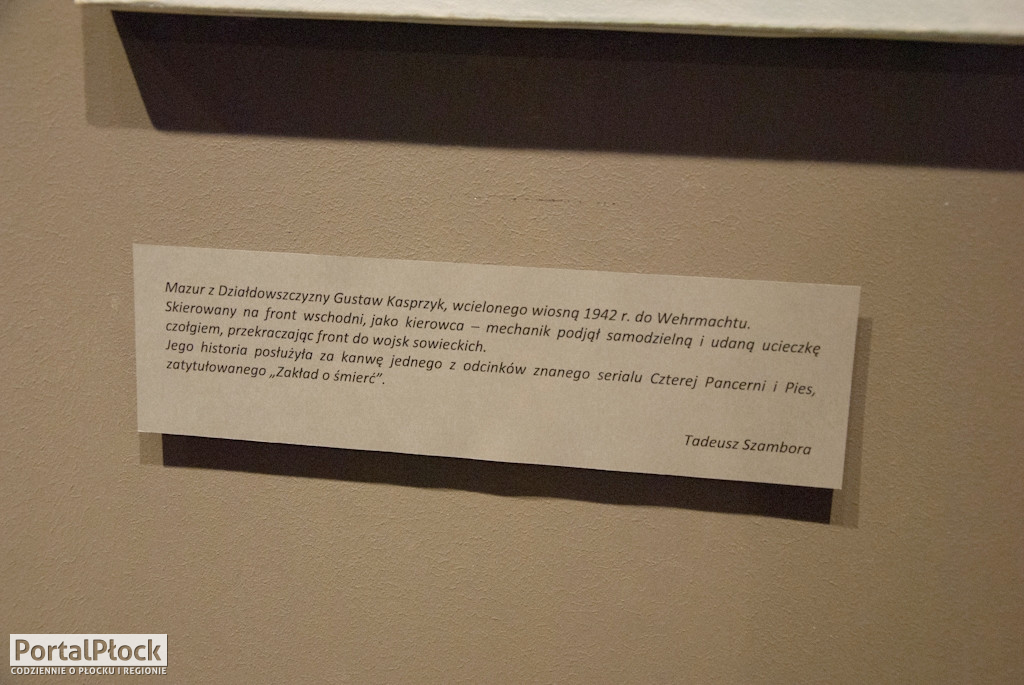 Mazur z Działdowszczyzny Gustaw Kasprzyk, wcielonego wiosną 1942 r. do Wehrmachtu.
Skierowany na front wschodni, jako kierowca – mechanik podjął samodzielną i udaną ucieczkę
czołgiem, przekraczając front do wojsk sowieckich.
Jego historia posłużyła za kanwę jednego z odcinków znanego serialu Czterej Pancerni i Pies,
zatytułowanego „Zakład o śmierć”.
Tadeusz Szambora
PortalPłock
CODZIENNIE O PŁOCKU I REGIONIE